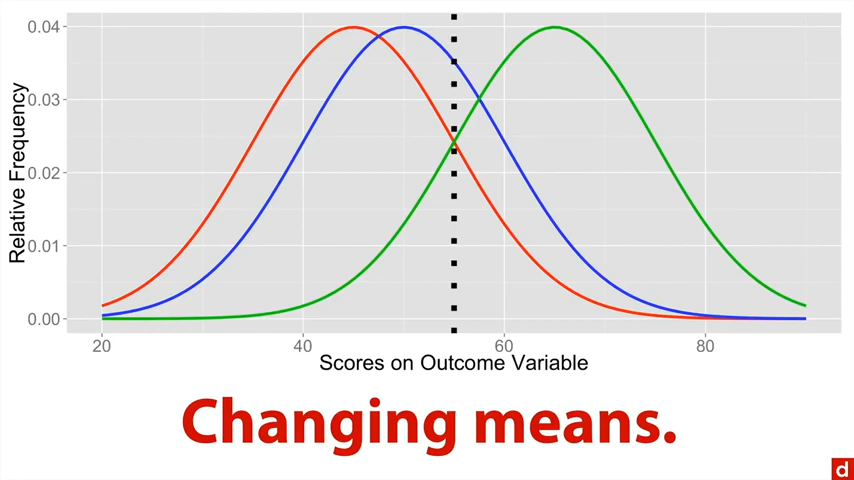 0.04
0.03
0.02
0.01
0.00
Relative Frequency
20 40 60 80
Scores on Outcome Variable
Changing means.
d